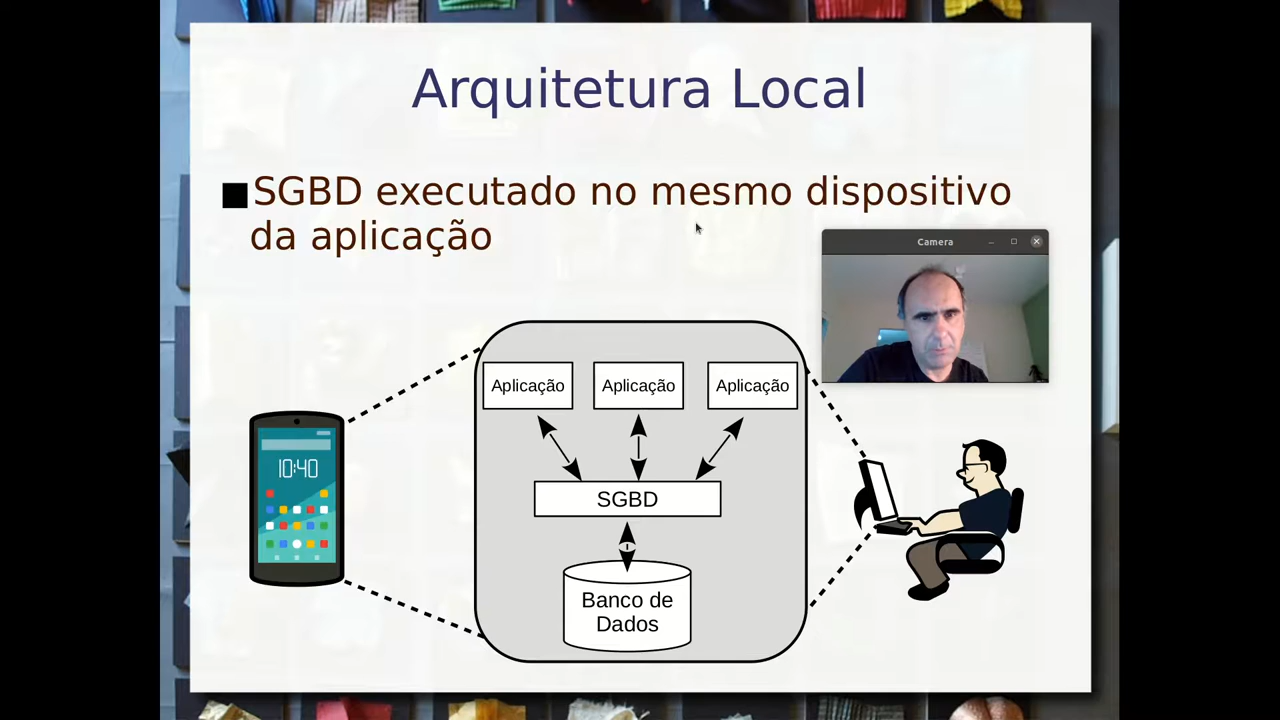 Arquitetura Local
SGBD executado no mesmo dispositivo
da aplicação
Camera
Aplicação Aplicação Aplicação
10:40
SGBD
Banco de
Dados